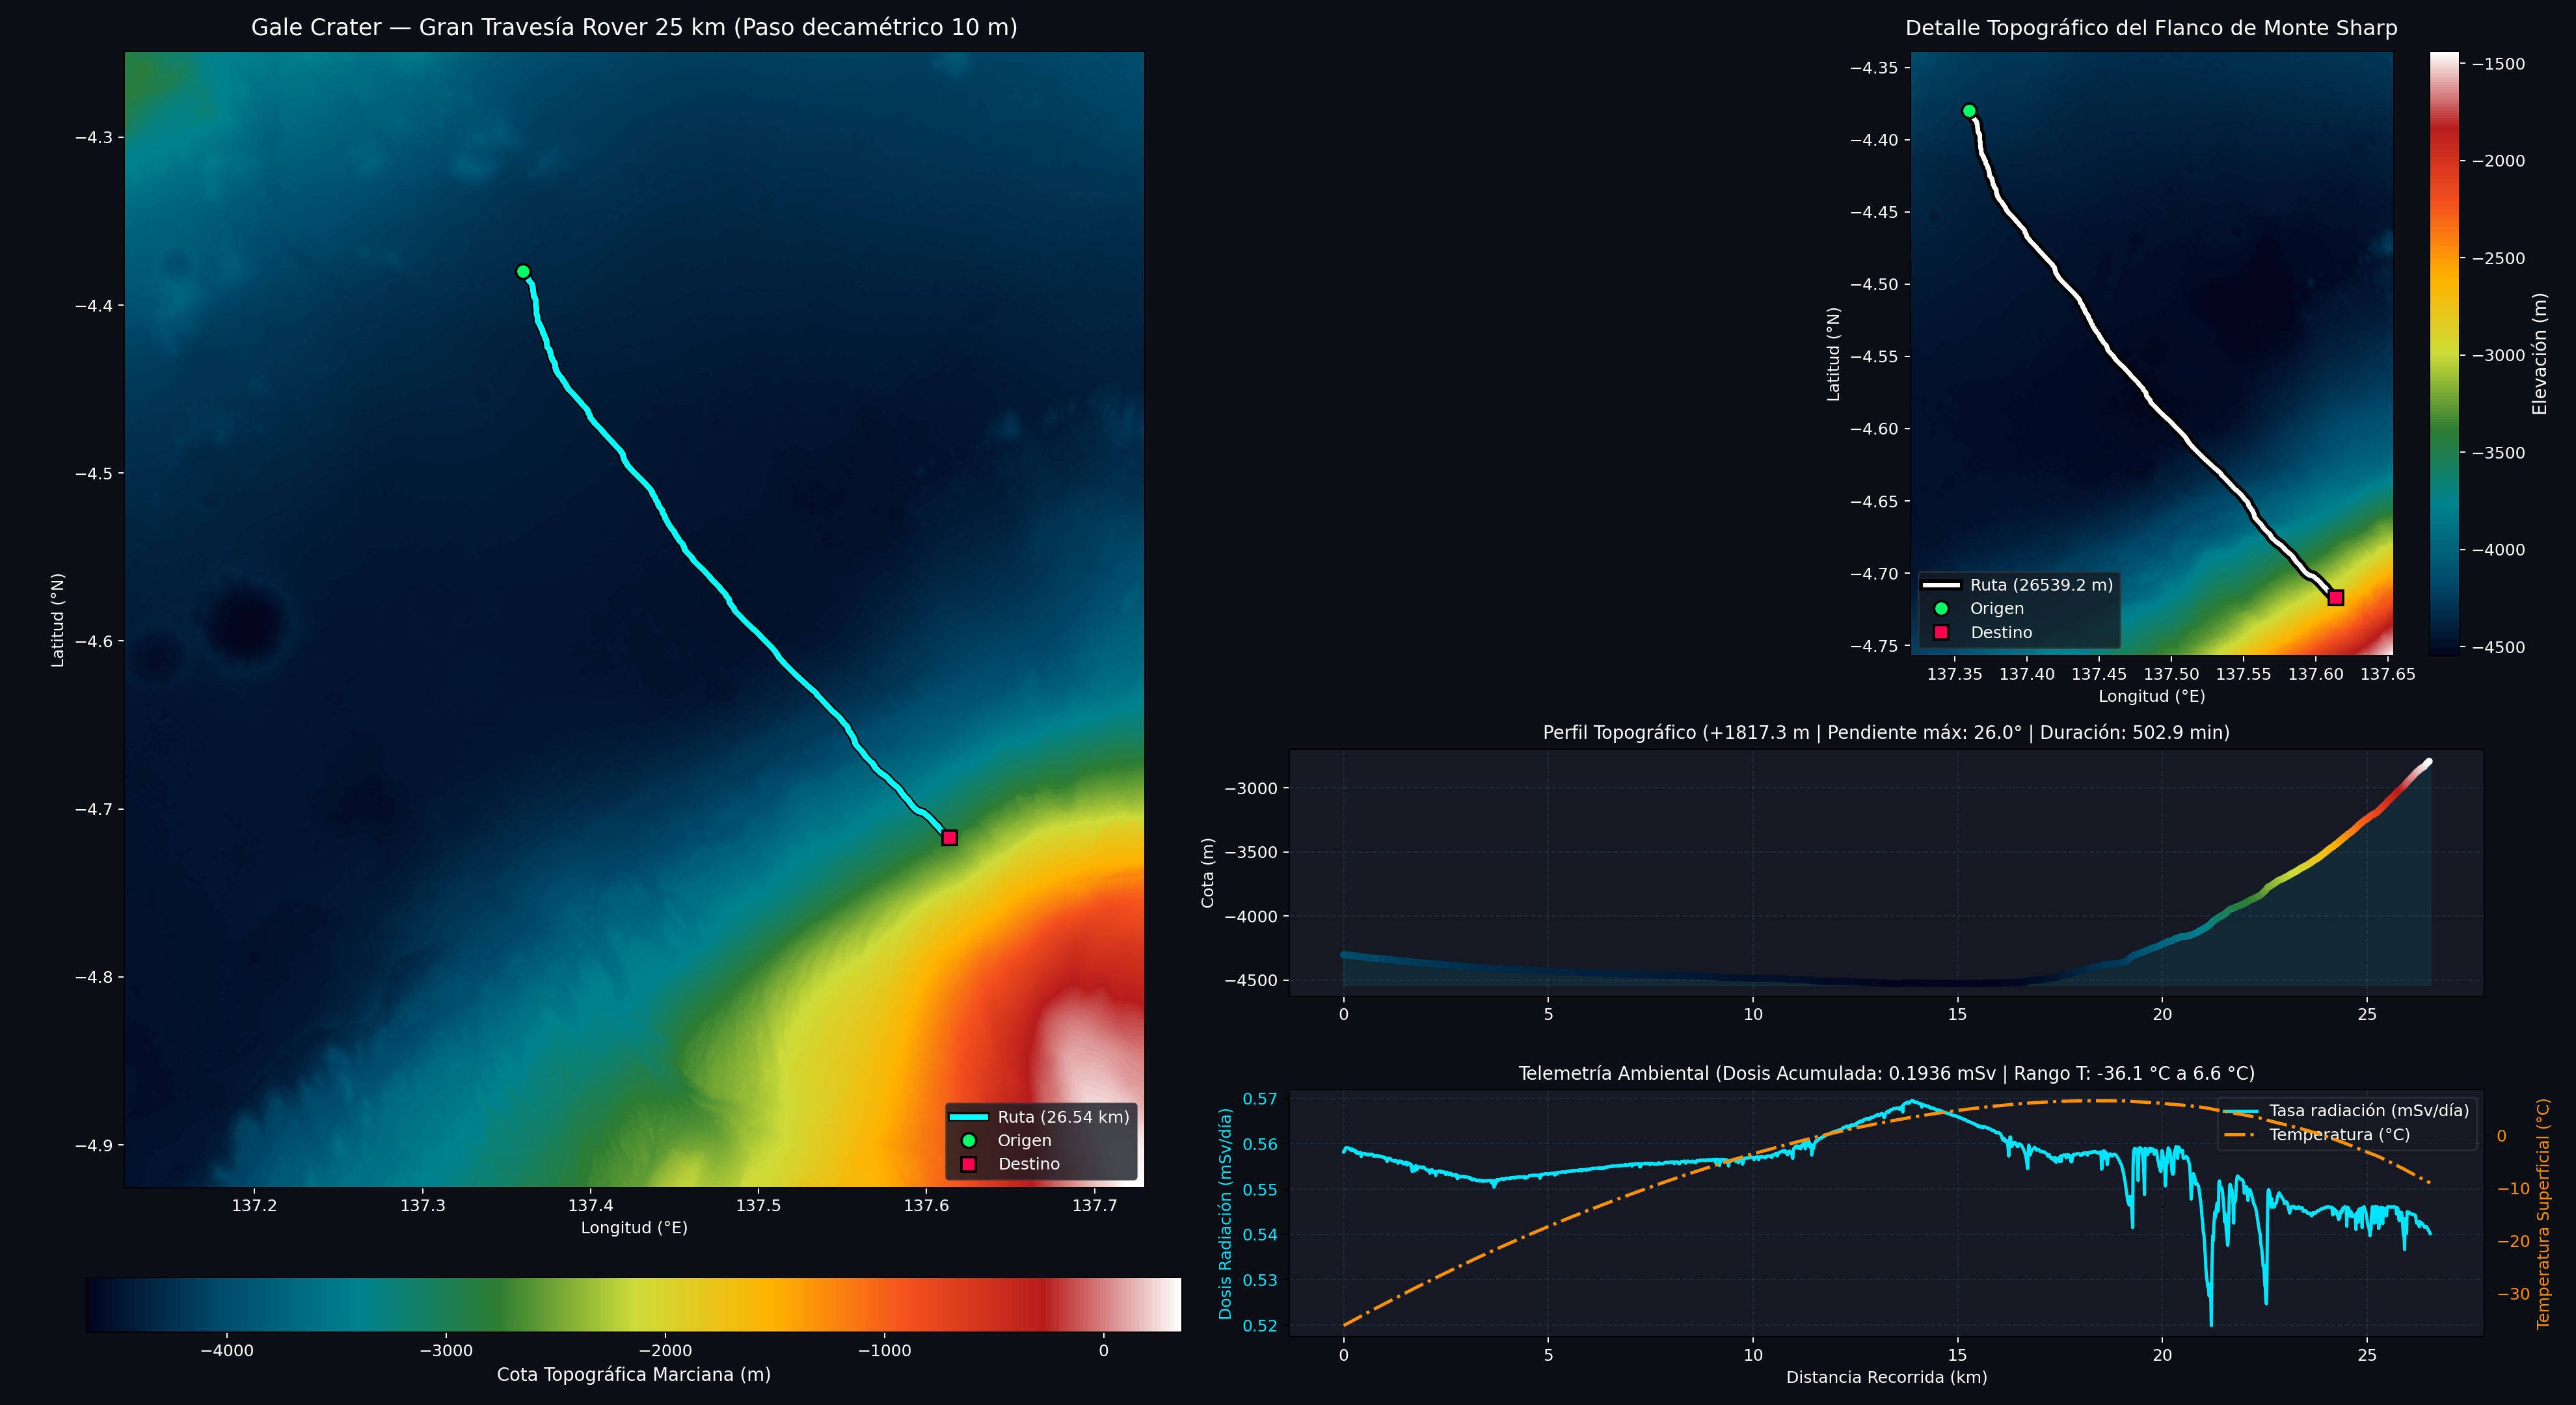 Gale Crater — Gran Travesía Rover 25 km (Paso decamétrico 10 m)
−4.3
−4.4
−4.5
−4.6
−4.7
−4.8
−4.9
Latitud (°N)
Ruta (26.54 km)
Origen
Destino
137.2 137.3 137.4 137.5 137.6 137.7
Longitud (°E)
−4000 −3000 −2000 −1000 0
Cota Topográfica Marciana (m)
Detalle Topográfico del Flanco de Monte Sharp
−4.35
−4.40
−4.45
−4.50
−4.55
−4.60
−4.65
−4.70
−4.75
Latitud (°N)
Ruta (26539.2 m)
Origen
Destino
137.35 137.40 137.45 137.50 137.55 137.60 137.65
Longitud (°E)
−1500
−2000
−2500
−3000
−3500
−4000
−4500
Elevación (m)
Perfil Topográfico (+1817.3 m | Pendiente máx: 26.0° | Duración: 502.9 min)
−3000
−3500
−4000
−4500
Cota (m)
0 5 10 15 20 25
Telemetría Ambiental (Dosis Acumulada: 0.1936 mSv | Rango T: -36.1 °C a 6.6 °C)
0.57
0.56
0.55
0.54
0.53
0.52
Dosis Radiación (mSv/día)
Tasa radiación (mSv/día)
Temperatura (°C)
0
−10
−20
−30
Temperatura Superficial (°C)
0 5 10 15 20 25
Distancia Recorrida (km)